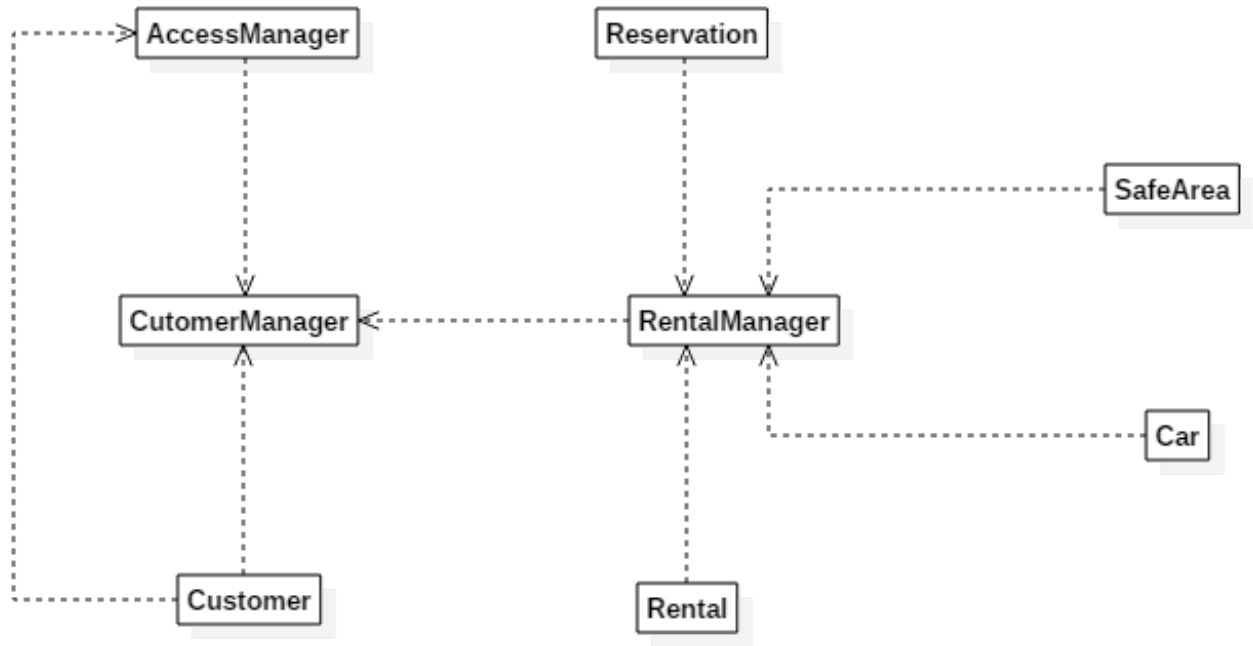 AccessManager
Reservation
SafeArea
CutomerManager
RentalManager
Car
Customer
Rental